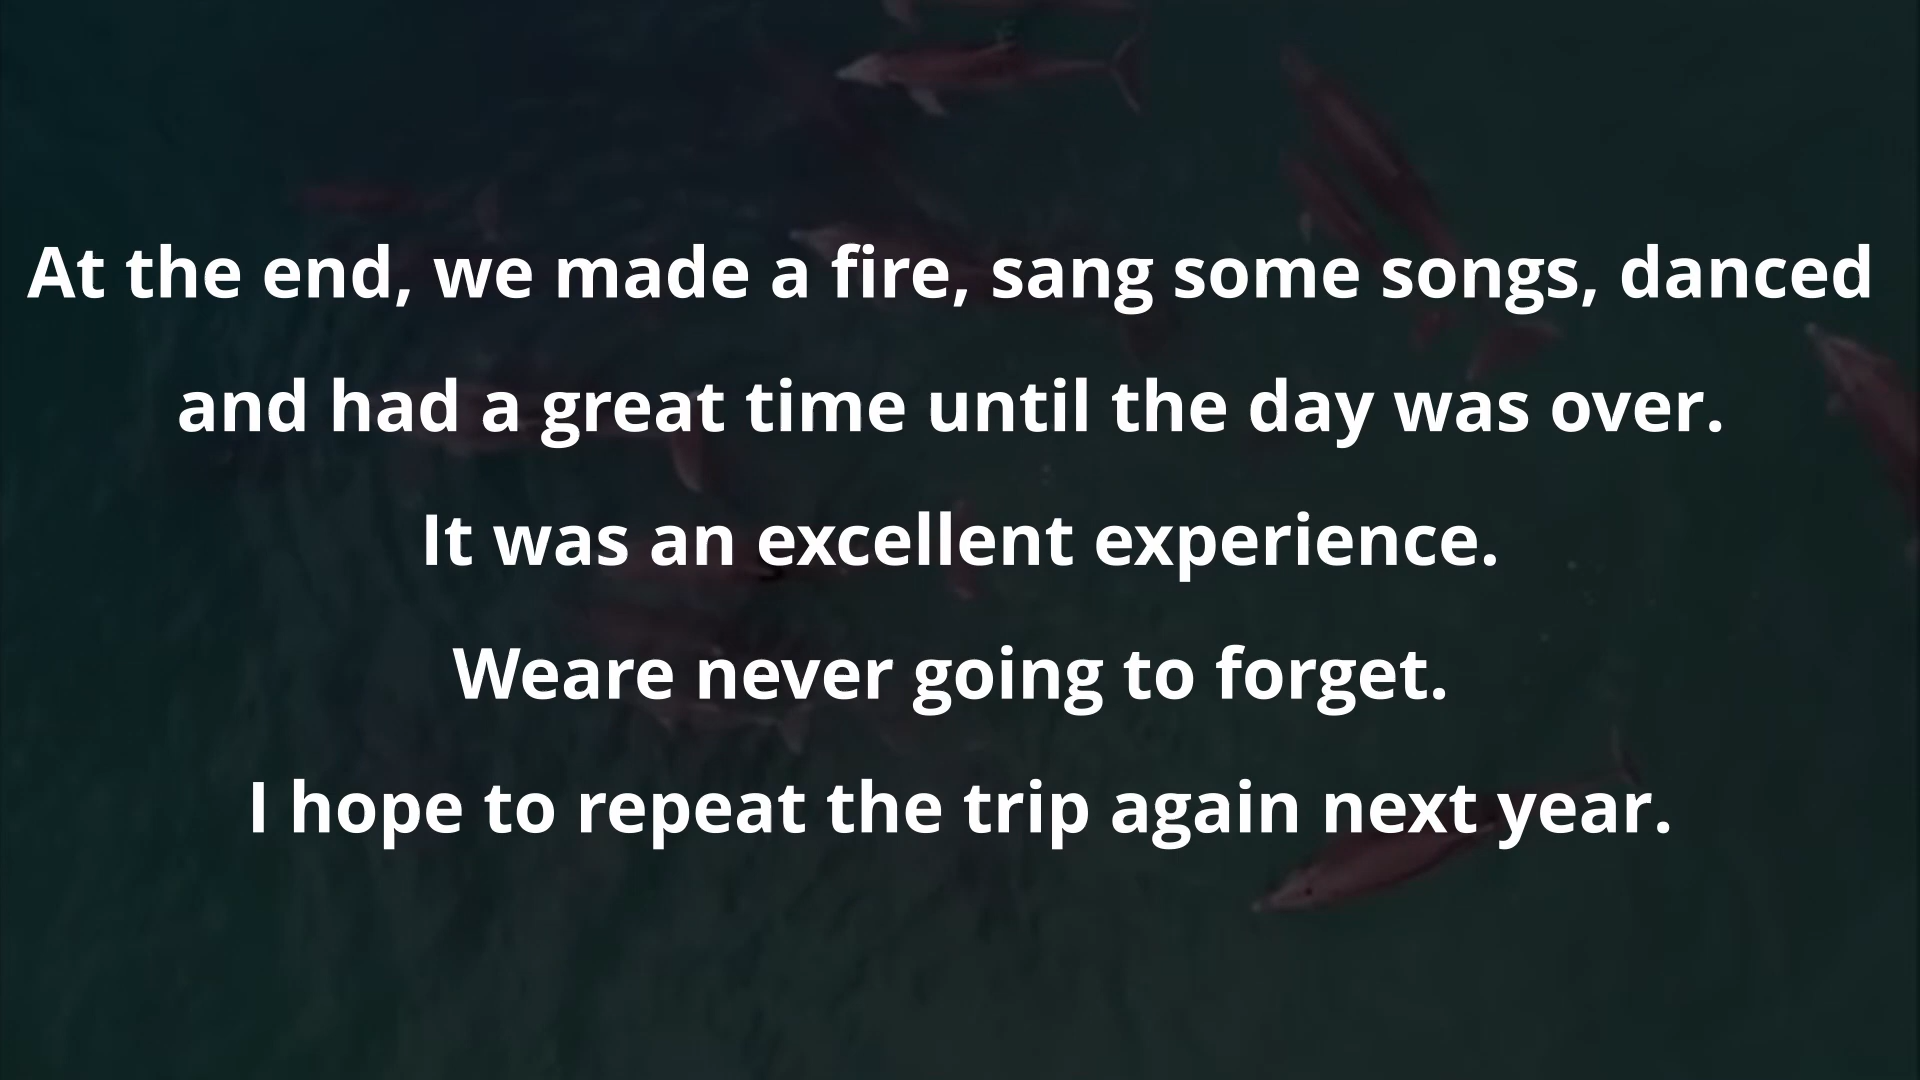 At the end, we made a fire, sang some songs, danced
and had a great time until the day was over.
It was an excellent experience.
Weare never going to forget.
I hope to repeat the trip again next year.